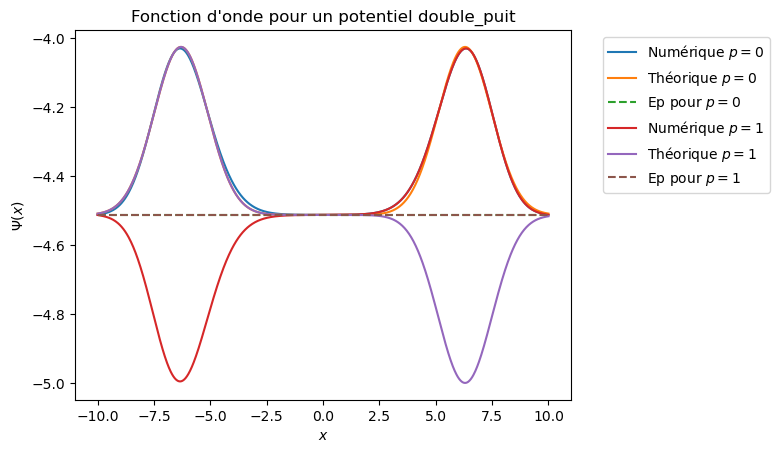 Fonction d'onde pour un potentiel double_puit
−4.0
−4.2
−4.4
−4.6
−4.8
−5.0
Ψ(x)
−10.0 −7.5 −5.0 −2.5 0.0 2.5 5.0 7.5 10.0
x
Numérique p = 0
Théorique p = 0
Ep pour p = 0
Numérique p = 1
Théorique p = 1
Ep pour p = 1